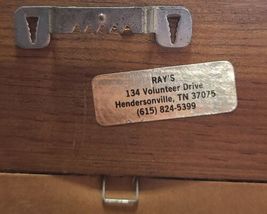 RAY'S
134 Volunteer Drive
Hendersonville, TN 37075
(615) 824-5399